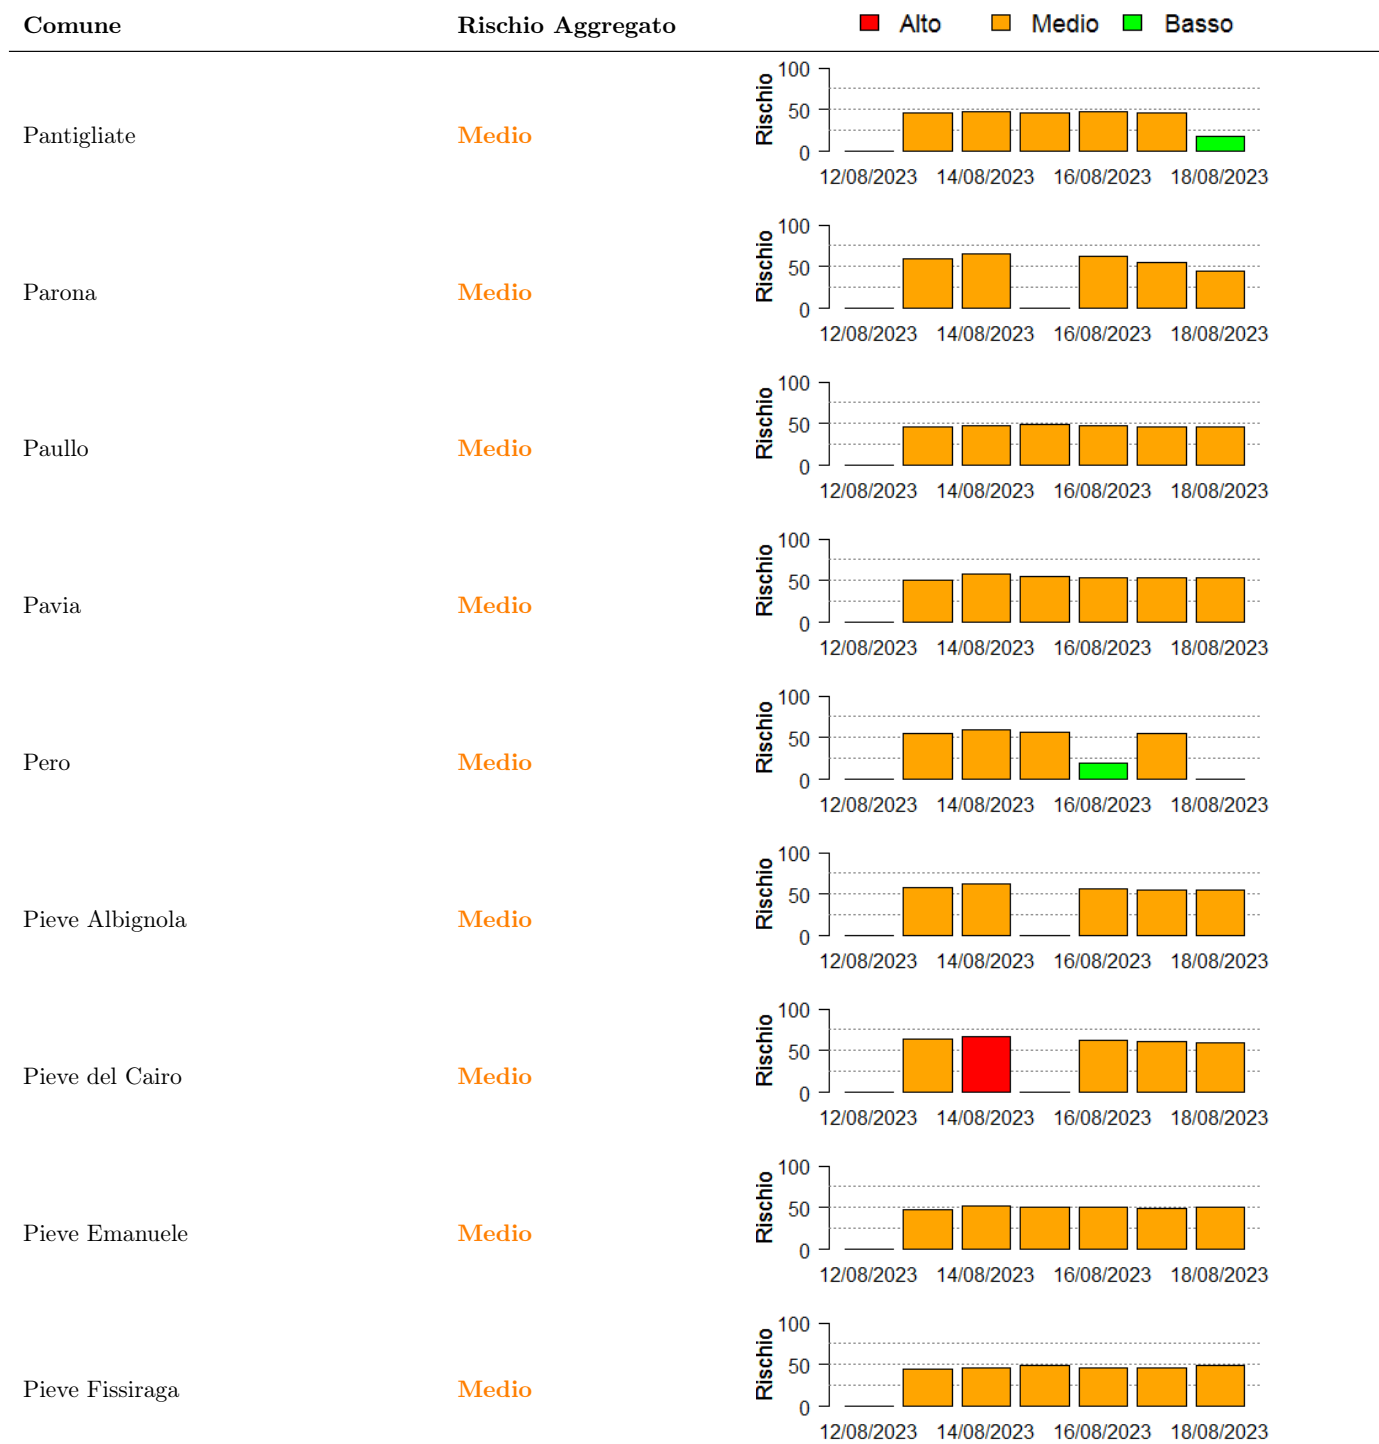 Comune Rischio Aggregato Alto Medio Basso
Pantigliate Medio
Rischio
100
50
0
12/08/2023 14/08/2023 16/08/2023 18/08/2023
Parona Medio
Rischio
100
50
0
12/08/2023 14/08/2023 16/08/2023 18/08/2023
Paullo Medio
Rischio
100
50
0
12/08/2023 14/08/2023 16/08/2023 18/08/2023
Pavia Medio
Rischio
100
50
0
12/08/2023 14/08/2023 16/08/2023 18/08/2023
Pero Medio
Rischio
100
50
0
12/08/2023 14/08/2023 16/08/2023 18/08/2023
Pieve Albignola Medio
Rischio
100
50
0
12/08/2023 14/08/2023 16/08/2023 18/08/2023
Pieve del Cairo Medio
Rischio
100
50
0
12/08/2023 14/08/2023 16/08/2023 18/08/2023
Pieve Emanuele Medio
Rischio
100
50
0
12/08/2023 14/08/2023 16/08/2023 18/08/2023
Pieve Fissiraga Medio
Rischio
100
50
0
12/08/2023 14/08/2023 16/08/2023 18/08/2023